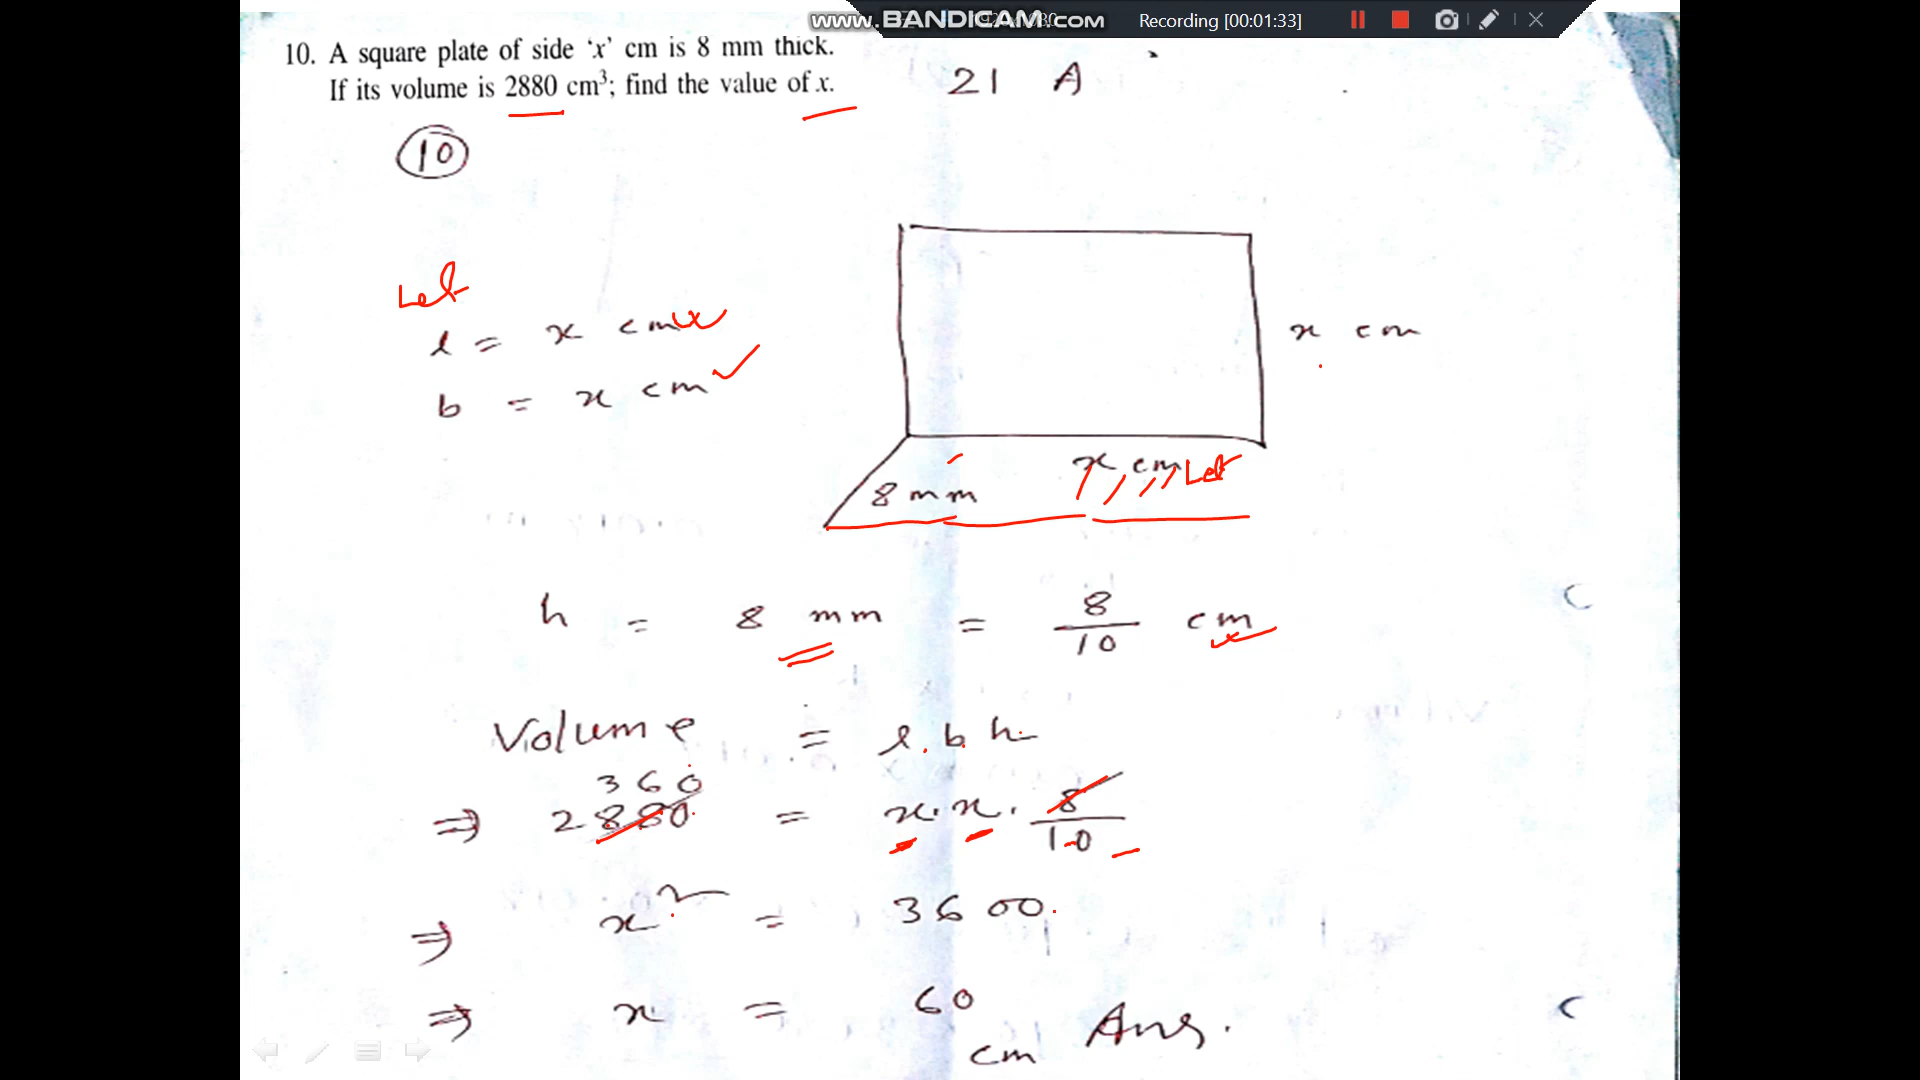 www.BANDICAM.com
Recording [00:01:33]
10. A square plate of side ‘x’ cm is 8 mm thick.
If its volume is 2880 cm³; find the value of x.
21 A
10
Let
l = x cm
b = x cm
x cm
x cm Let
8 mm
h = 8 mm = 8/10 cm
Volume = l.b.h
360
⇒ 2880 = x.x. 8/10
⇒ x² = 3600
⇒ x = 60
cm Ans.